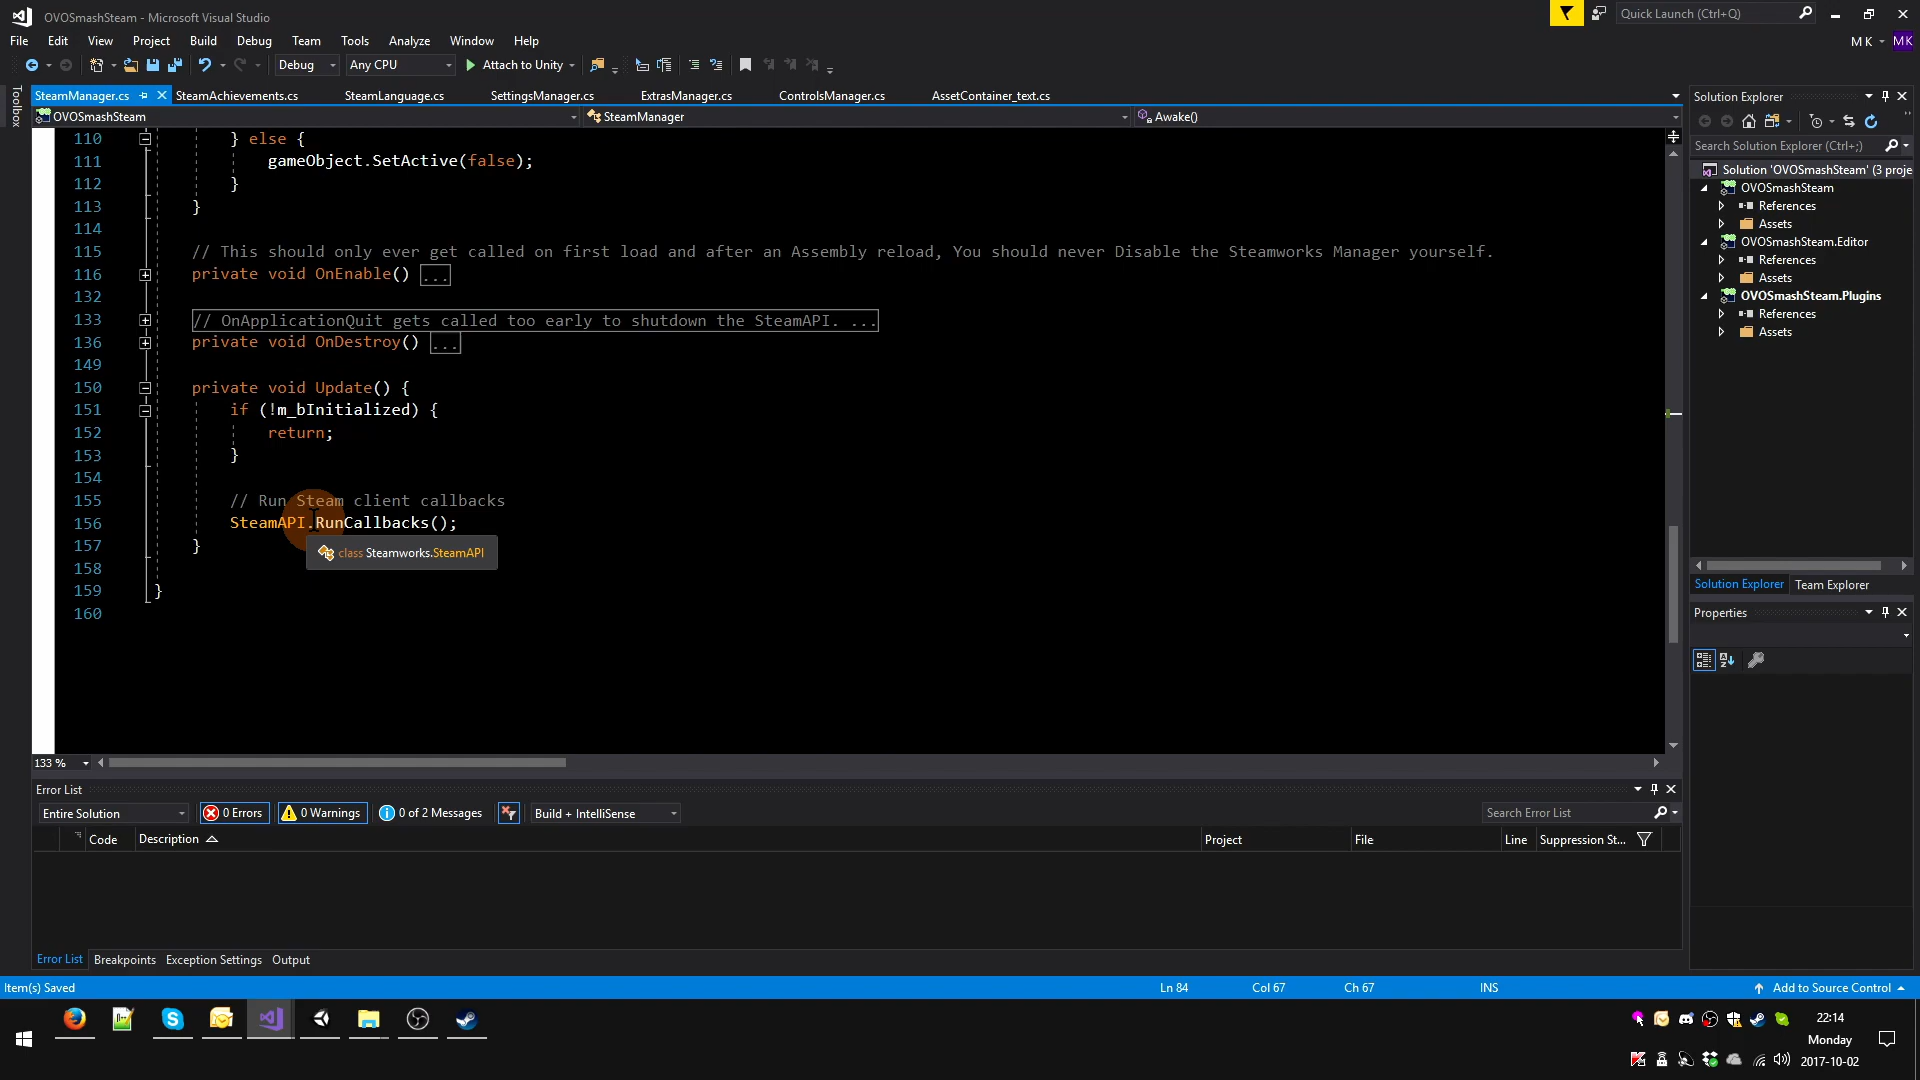 OVOSmashSteam - Microsoft Visual Studio
Quick Launch (Ctrl+Q)
File Edit View Project Build Debug Team Tools Analyze Window Help
M K
MK
Debug
Any CPU
Attach to Unity
Toolbox
SteamManager.cs
SteamAchievements.cs
SteamLanguage.cs
SettingsManager.cs
ExtrasManager.cs
ControlsManager.cs
AssetContainer_text.cs
OVOSmashSteam
SteamManager
Awake()
110 } else {
111 gameObject.SetActive(false);
112 }
113 }
114
115 // This should only ever get called on first load and after an Assembly reload, You should never Disable the Steamworks Manager yourself.
116 private void OnEnable() ...
132
133 // OnApplicationQuit gets called too early to shutdown the SteamAPI. ...
136 private void OnDestroy() ...
149
150 private void Update() {
151 if (!m_bInitialized) {
152 return;
153 }
154
155 // Run Steam client callbacks
156 SteamAPI.RunCallbacks();
157 }
class Steamworks.SteamAPI
158
159 }
160
133 %
Solution Explorer
Search Solution Explorer (Ctrl+;)
Solution 'OVOSmashSteam' (3 proje
OVOSmashSteam
References
Assets
OVOSmashSteam.Editor
References
Assets
OVOSmashSteam.Plugins
References
Assets
Solution Explorer
Team Explorer
Properties
Error List
Entire Solution
0 Errors
0 Warnings
0 of 2 Messages
Build + IntelliSense
Search Error List
Code
Description
Project
File
Line
Suppression St...
Error List
Breakpoints
Exception Settings
Output
Item(s) Saved
Ln 84
Col 67
Ch 67
INS
Add to Source Control
22:14
Monday
2017-10-02